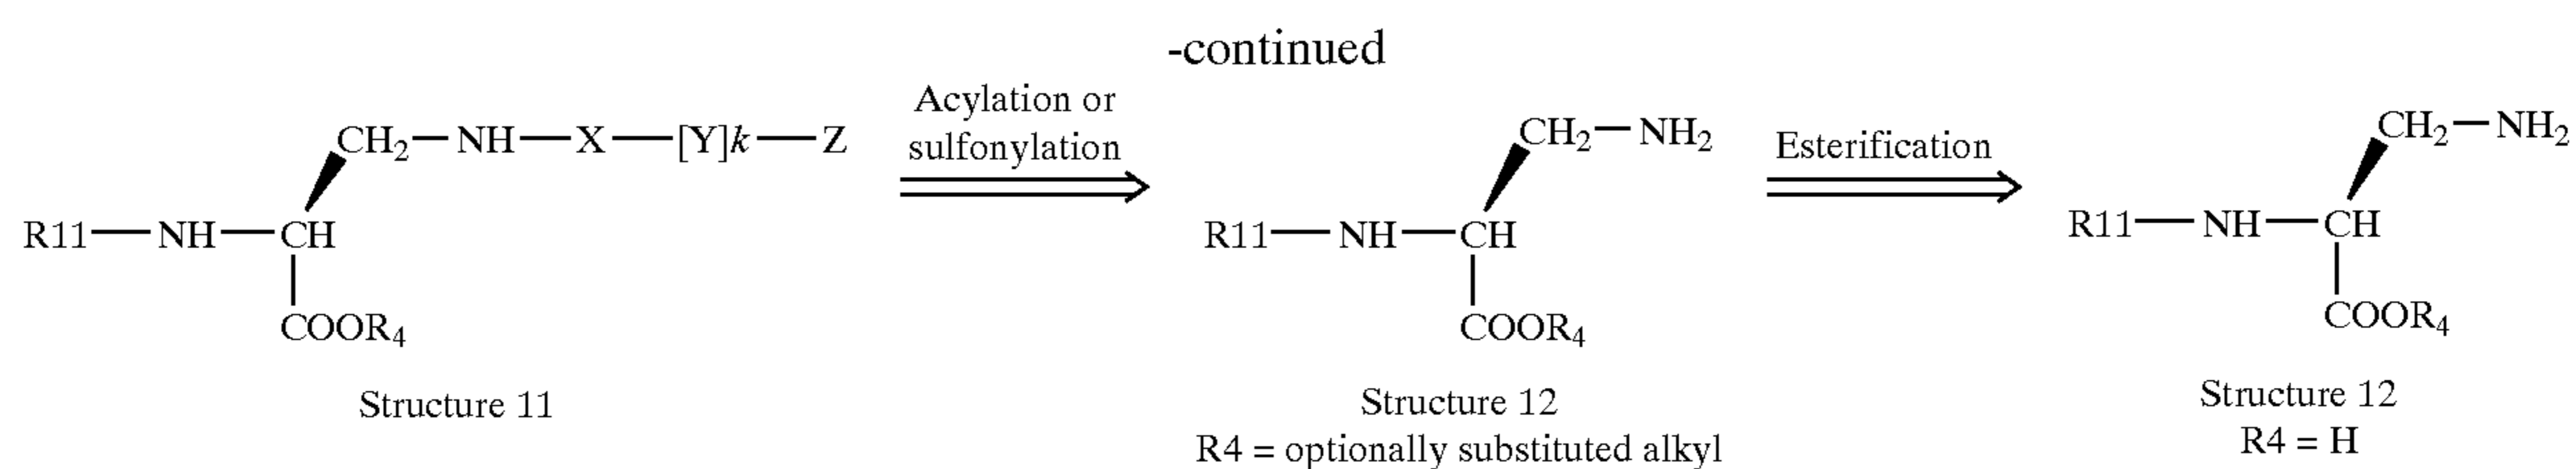 -continued
Acylation or
sulfonylation
Esterification
CH₂—NH—X—[Y]k—Z
R11—NH—CH
COOR₄
Structure 11
CH₂—NH₂
R11—NH—CH
COOR₄
Structure 12
R4 = optionally substituted alkyl
CH₂—NH₂
R11—NH—CH
COOR₄
Structure 12
R4 = H